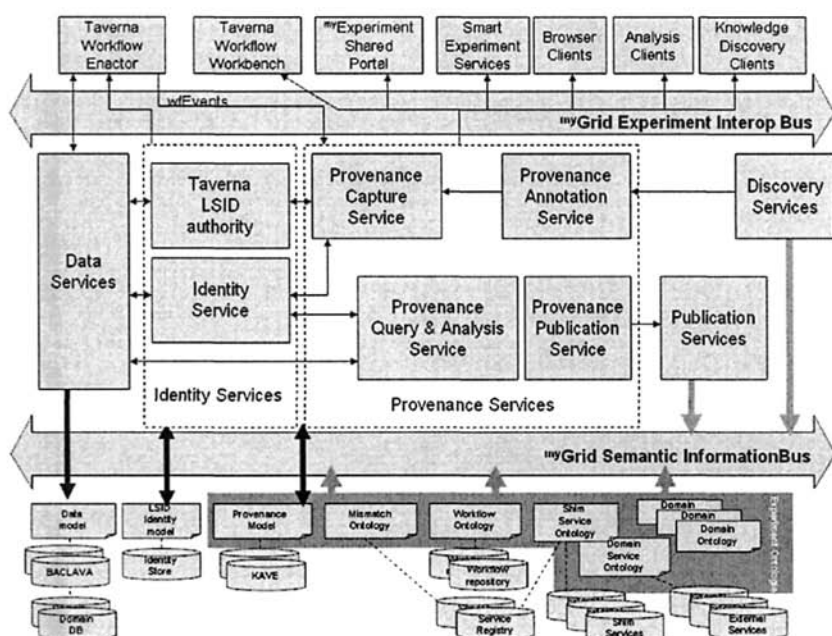 Taverna
Workflow
Enactor
Taverna
Workflow
Workbench
myExperiment
Shared
Portal
Smart
Experiment
Services
Browser
Clients
Analysis
Clients
Knowledge
Discovery
Clients
wfEvents
myGrid Experiment Interop Bus
Data
Services
Taverna
LSID
authority
Identity
Service
Identity Services
Provenance
Capture
Service
Provenance
Annotation
Service
Discovery
Services
Provenance
Query & Analysis
Service
Provenance
Publication
Service
Publication
Services
Provenance Services
myGrid Semantic InformationBus
Data
model
LSID
Identity
model
Provenance
Model
Mismatch
Ontology
Workflow
Ontology
Shim
Service
Ontology
Domain
Domain
Domain
Ontology
Domain
Service
Ontology
BACLAVA
Identity
Store
KAVE
Workflow
repository
Domain
DB
Service
Registry
Shim
Services
External
Services